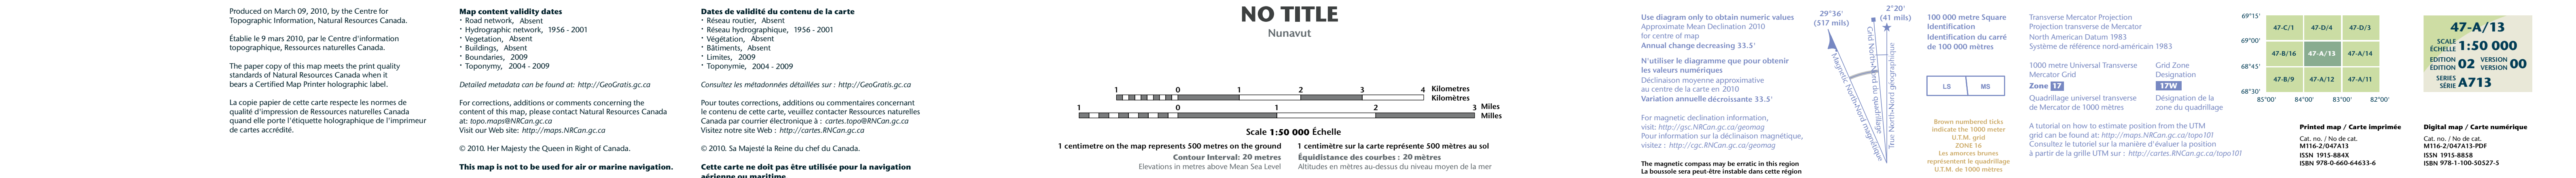 Produced on March 09, 2010, by the Centre for
Topographic Information, Natural Resources Canada.
Établie le 9 mars 2010, par le Centre d'information
topographique, Ressources naturelles Canada.
The paper copy of this map meets the print quality
standards of Natural Resources Canada when it
bears a Certified Map Printer holographic label.
La copie papier de cette carte respecte les normes de
qualité d'impression de Ressources naturelles Canada
quand elle porte l'étiquette holographique de l'imprimeur
de cartes accrédité.
Map content validity dates
· Road network, Absent
· Hydrographic network, 1956 - 2001
· Vegetation, Absent
· Buildings, Absent
· Boundaries, 2009
· Toponymy, 2004 - 2009
Detailed metadata can be found at: http://GeoGratis.gc.ca
For corrections, additions or comments concerning the
content of this map, please contact Natural Resources Canada
at: topo.maps@NRCan.gc.ca
Visit our Web site: http://maps.NRCan.gc.ca
© 2010. Her Majesty the Queen in Right of Canada.
This map is not to be used for air or marine navigation.
Dates de validité du contenu de la carte
· Réseau routier, Absent
· Réseau hydrographique, 1956 - 2001
· Végétation, Absent
· Bâtiments, Absent
· Limites, 2009
· Toponymie, 2004 - 2009
Consultez les métadonnées détaillées sur : http://GeoGratis.gc.ca
Pour toutes corrections, additions ou commentaires concernant
le contenu de cette carte, veuillez contacter Ressources naturelles
Canada par courrier électronique à : cartes.topo@RNCan.gc.ca
Visitez notre site Web : http://cartes.RNCan.gc.ca
© 2010. Sa Majesté la Reine du chef du Canada.
Cette carte ne doit pas être utilisée pour la navigation
aérienne ou maritime.
NO TITLE
Nunavut
1 0 1 2 3 4 Kilometres
Kilomètres
1 0 1 2 3 Miles
Milles
Scale 1:50 000 Échelle
1 centimetre on the map represents 500 metres on the ground
Contour Interval: 20 metres
Elevations in metres above Mean Sea Level
1 centimètre sur la carte représente 500 mètres au sol
Équidistance des courbes : 20 mètres
Altitudes en mètres au-dessus du niveau moyen de la mer
Use diagram only to obtain numeric values
Approximate Mean Declination 2010
for centre of map
Annual change decreasing 33.5'
N'utiliser le diagramme que pour obtenir
les valeurs numériques
Déclinaison moyenne approximative
au centre de la carte en 2010
Variation annuelle décroissante 33.5'
For magnetic declination information,
visit: http://gsc.NRCan.gc.ca/geomag
Pour information sur la déclinaison magnétique,
visitez : http://cgc.RNCan.gc.ca/geomag
The magnetic compass may be erratic in this region
La boussole sera peut-être instable dans cette région
29°36'
(517 mils)
2°20'
(41 mils)
Magnetic North•Nord magnétique
Grid North•Nord du quadrillage
True North•Nord géographique
100 000 metre Square
Identification
Identification du carré
de 100 000 mètres
LS MS
Brown numbered ticks
indicate the 1000 meter
U.T.M. grid
ZONE 16
Les amorces brunes
représentent le quadrillage
U.T.M. de 1000 mètres
Transverse Mercator Projection
Projection transverse de Mercator
North American Datum 1983
Système de référence nord-américain 1983
1000 metre Universal Transverse
Mercator Grid
Zone 17
Quadrillage universel transverse
de Mercator de 1000 mètres
Grid Zone
Designation
17W
Désignation de la
zone du quadrillage
A tutorial on how to estimate position from the UTM
grid can be found at: http://maps.NRCan.gc.ca/topo101
Consultez le tutoriel sur la manière d'évaluer la position
à partir de la grille UTM sur : http://cartes.RNCan.gc.ca/topo101
69°15'
47-C/1 47-D/4 47-D/3
69°00'
47-B/16 47-A/13 47-A/14
68°45'
47-B/9 47-A/12 47-A/11
68°30'
85°00' 84°00' 83°00' 82°00'
Printed map / Carte imprimée
Cat. no. / No de cat.
M116-2/047A13
ISSN 1915-884X
ISBN 978-0-660-64633-6
47-A/13
SCALE
ÉCHELLE 1:50 000
EDITION
ÉDITION 02 VERSION
VERSION 00
SERIES
SÉRIE A713
Digital map / Carte numérique
Cat. no. / No de cat.
M116-2/047A13-PDF
ISSN 1915-8858
ISBN 978-1-100-50527-5